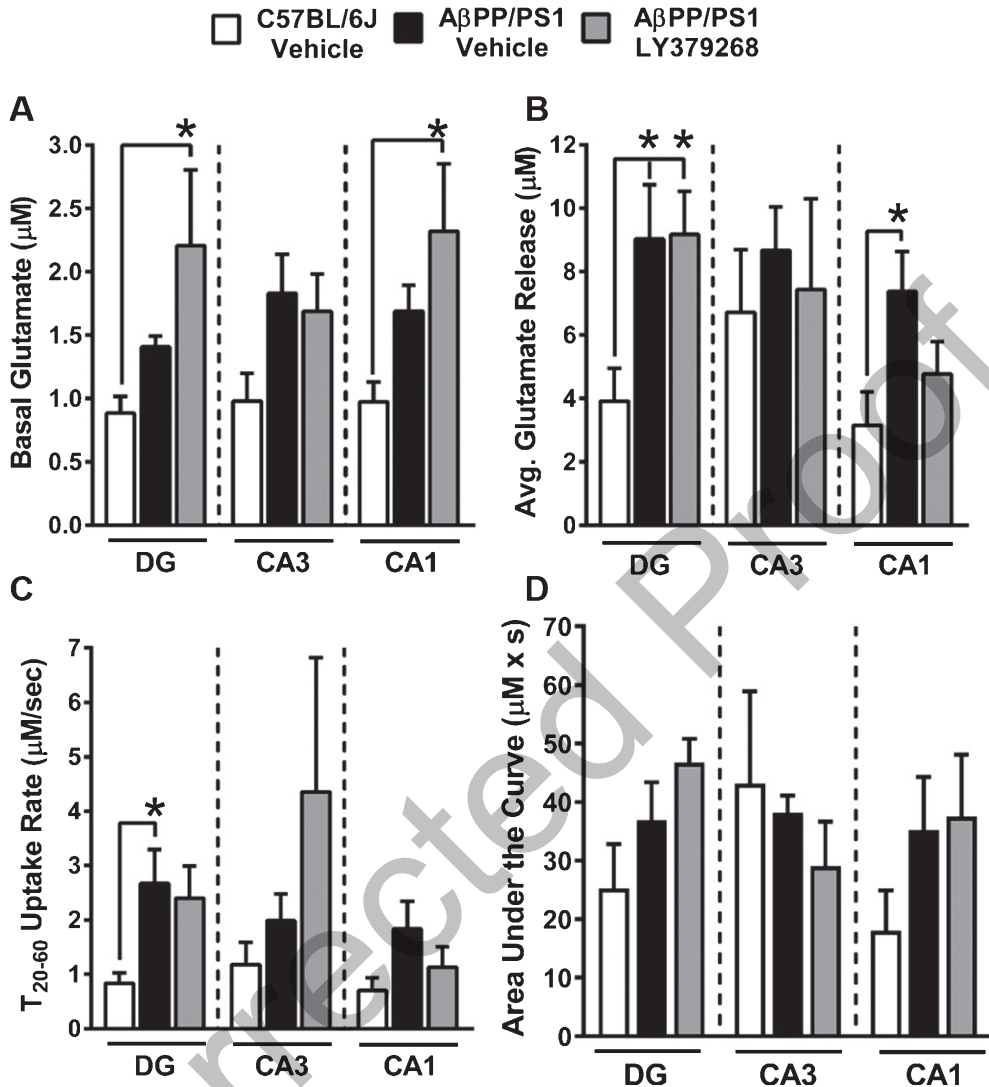 C57BL/6J
Vehicle
AβPP/PS1
Vehicle
AβPP/PS1
LY379268
A
Basal Glutamate (μM)
3.0
2.5
2.0
1.5
1.0
0.5
0.0
*
*
DG
CA3
CA1
B
Avg. Glutamate Release (μM)
12
10
8
6
4
2
0
* *
*
DG
CA3
CA1
C
T20-60 Uptake Rate (μM/sec)
7
6
5
4
3
2
1
0
*
DG
CA3
CA1
D
Area Under the Curve (μM x s)
70
60
50
40
30
20
10
0
DG
CA3
CA1
rrected Proof